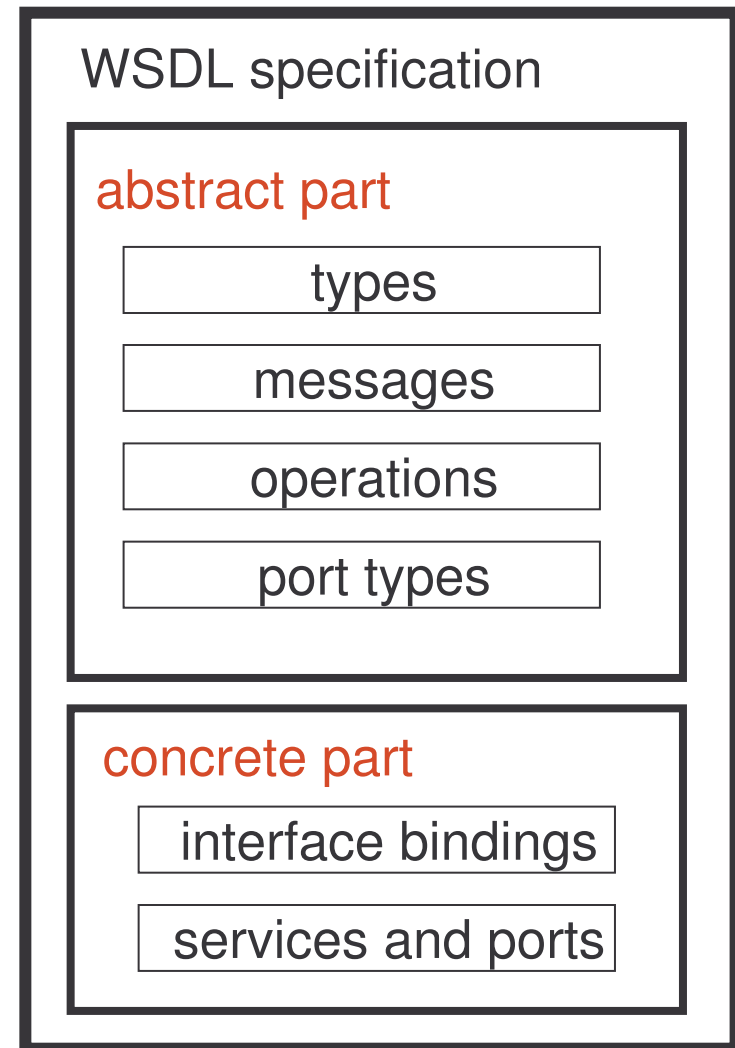 WSDL specification
abstract part
types
messages
operations
port types
concrete part
interface bindings
services and ports